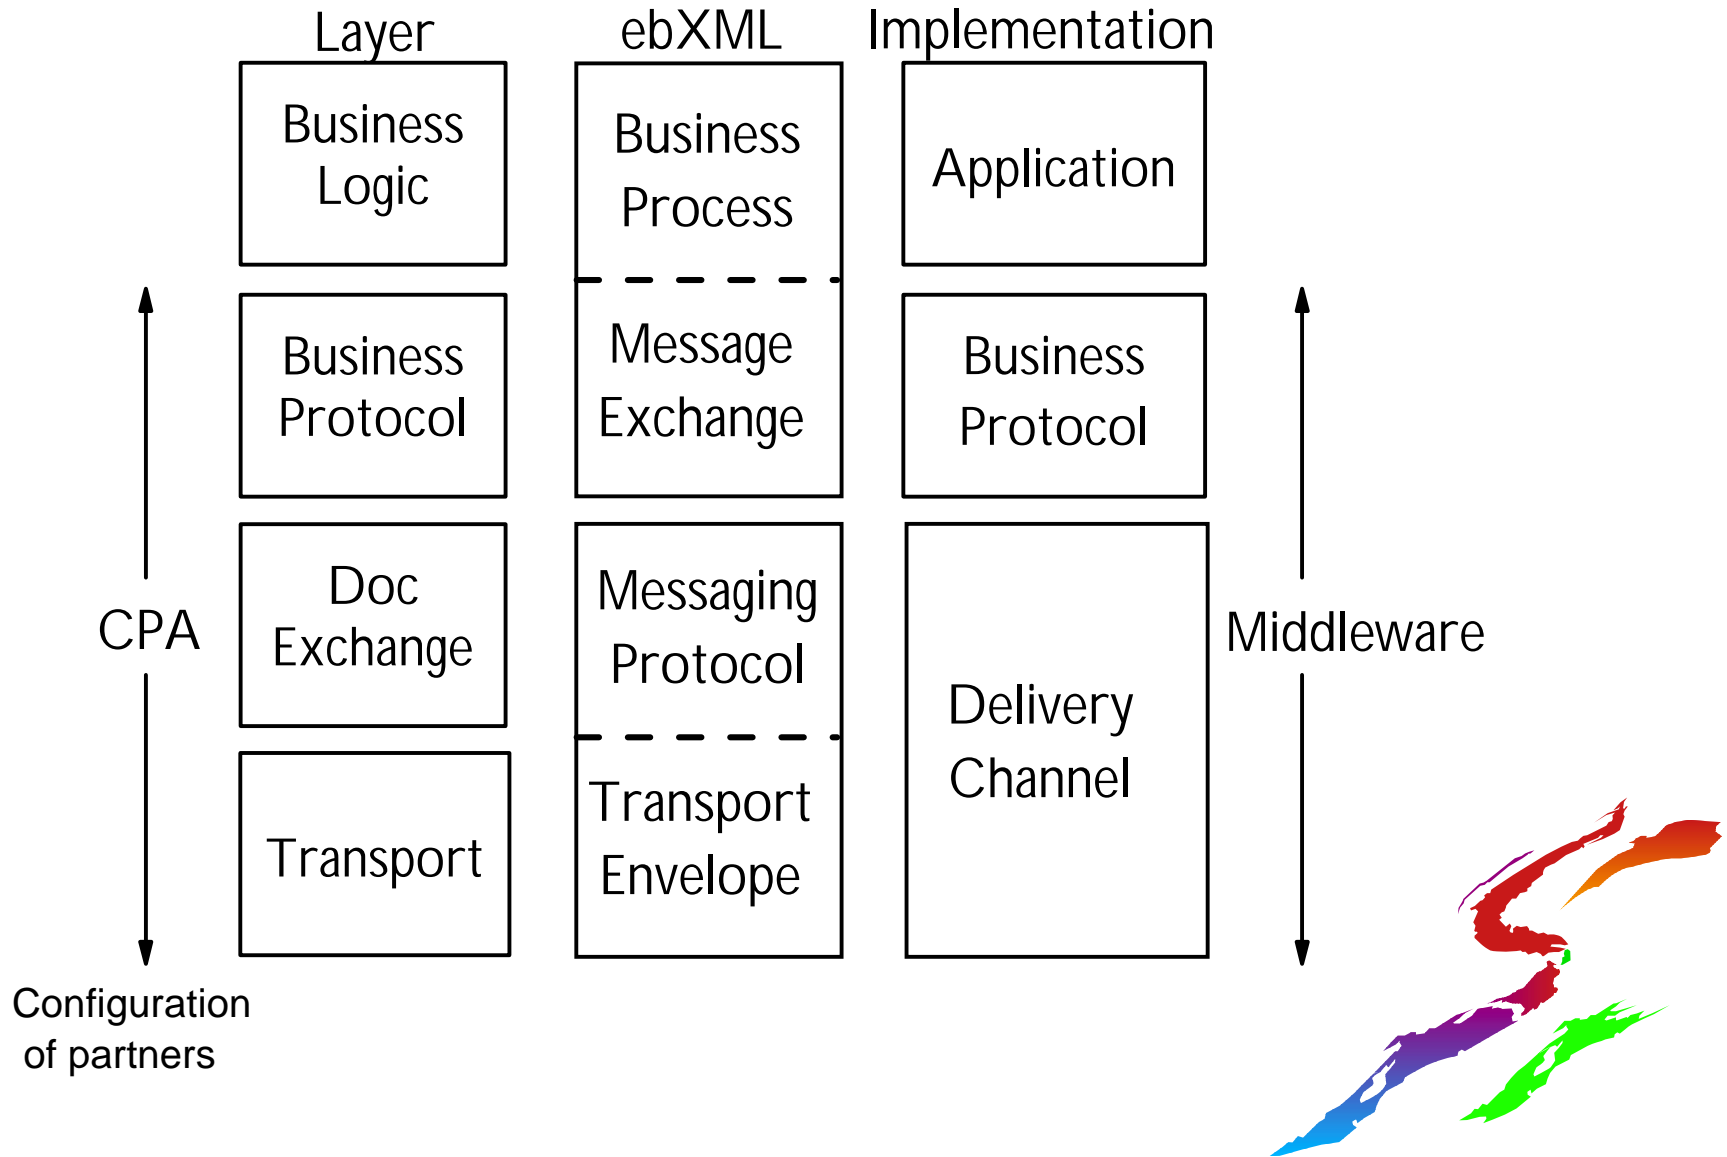 Layer
ebXML
Implementation
Business
Logic
Business
Process
Application
Business
Protocol
Message
Exchange
Business
Protocol
Doc
Exchange
Messaging
Protocol
Delivery
Channel
Transport
Transport
Envelope
CPA
Middleware
Configuration
of partners